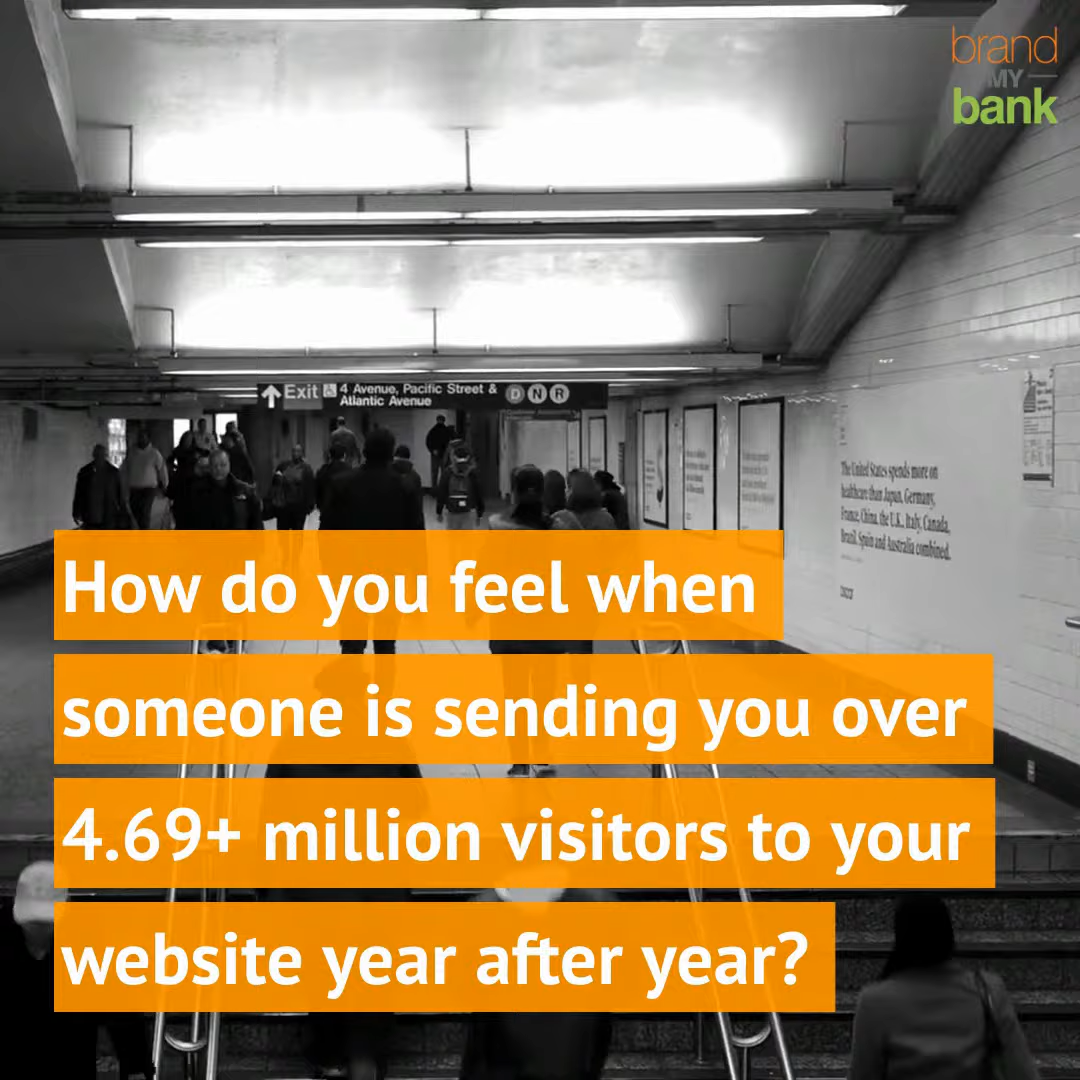 brand
MY
bank
Exit
4 Avenue, Pacific Street &
Atlantic Avenue
D N R
The United States spends more on
healthcare than Japan, Germany,
France, China, the U.K., Italy, Canada,
Brazil, Spain and Australia combined.
How do you feel when
someone is sending you over
4.69+ million visitors to your
website year after year?